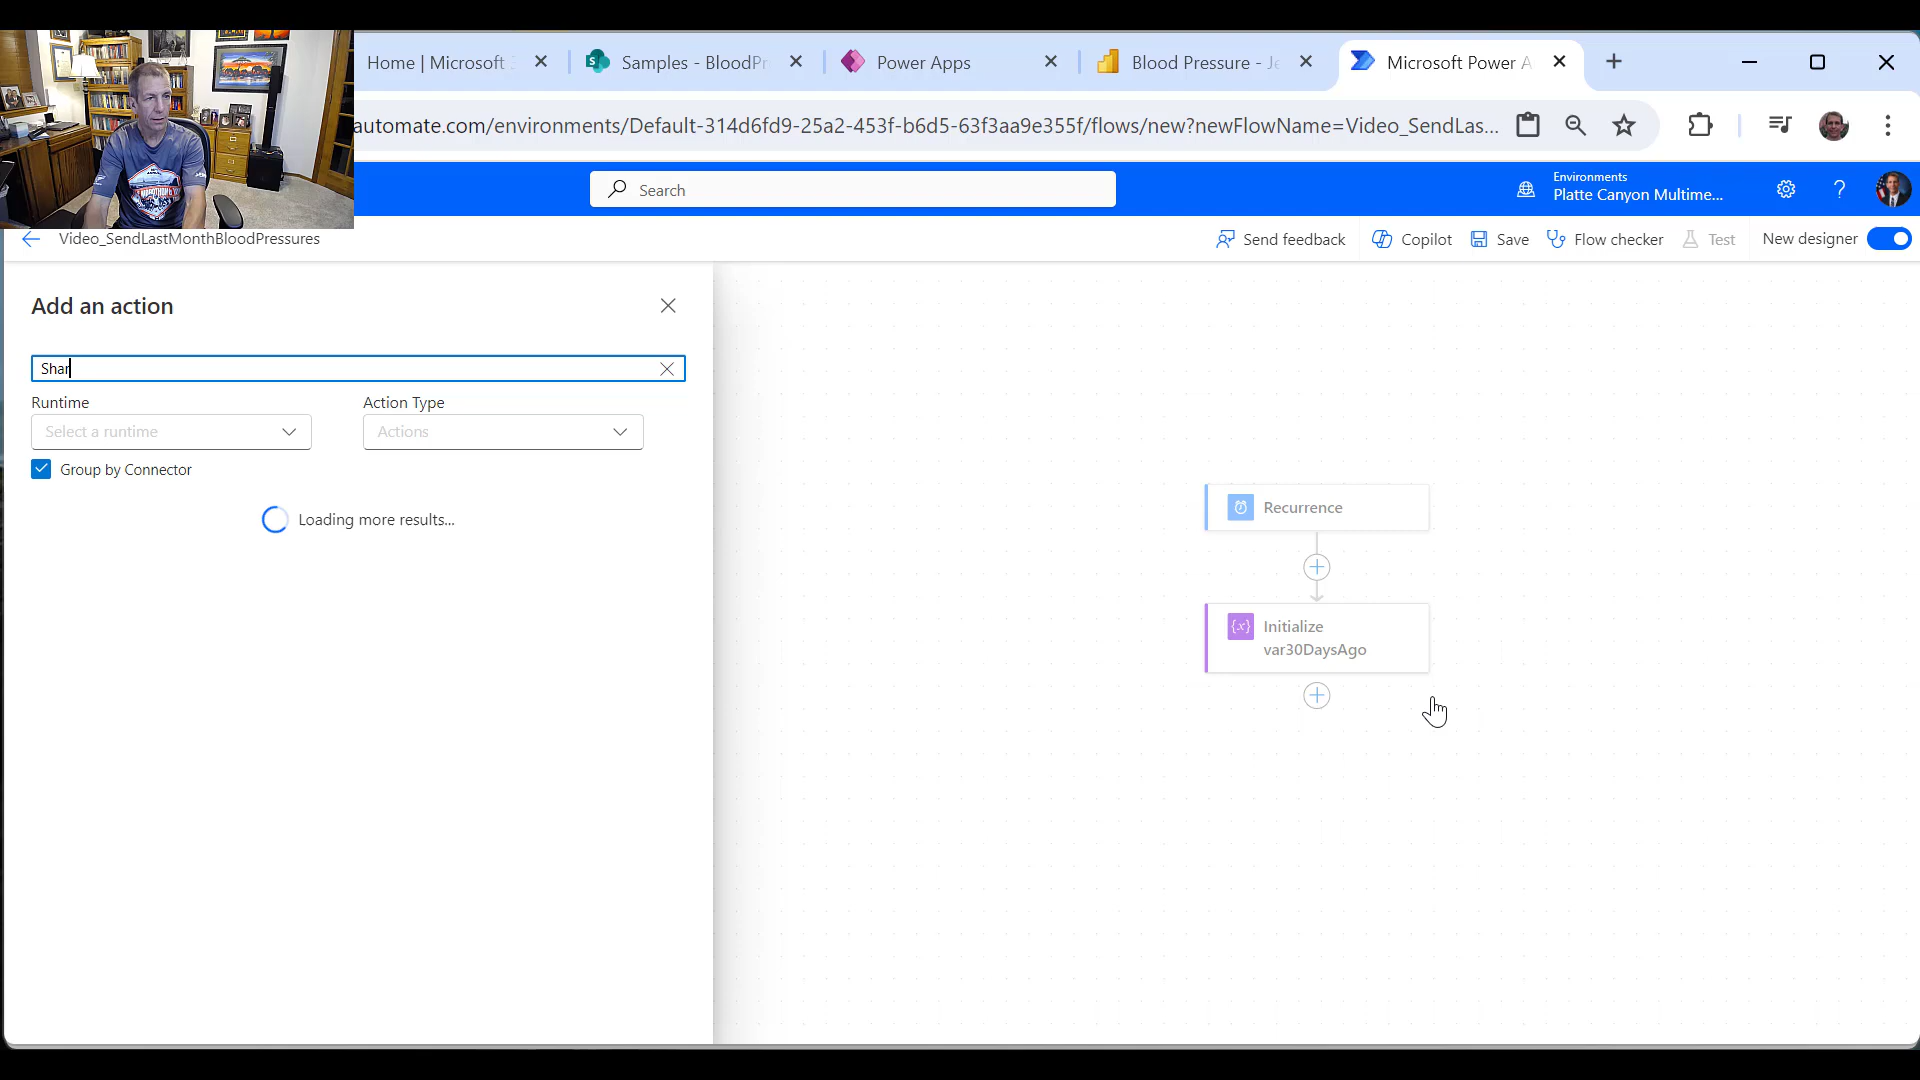 Home | Microsoft
Samples - BloodPr
Power Apps
Blood Pressure - Je
Microsoft Power A
automate.com/environments/Default-314d6fd9-25a2-453f-b6d5-63f3aa9e355f/flows/new?newFlowName=Video_SendLas...
Search
Environments
Platte Canyon Multime...
Video_SendLastMonthBloodPressures
Send feedback
Copilot
Save
Flow checker
Test
New designer
Add an action
Shar
Runtime
Action Type
Select a runtime
Actions
Group by Connector
Loading more results...
Recurrence
Initialize
var30DaysAgo